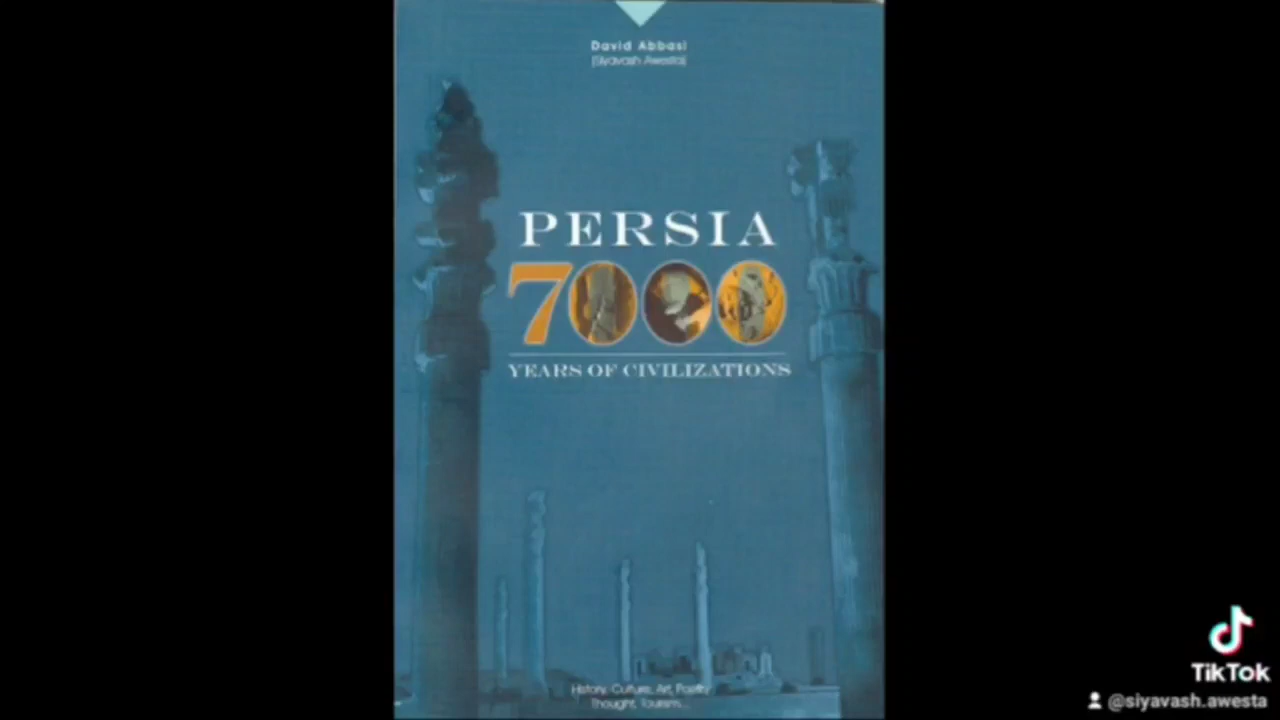 David Abbasi
[Siyavash Awesta]
PERSIA
7000
YEARS OF CIVILIZATIONS
History, Culture, Art, Poetry
Thought, Tourism...
TikTok
@siyavash.awesta